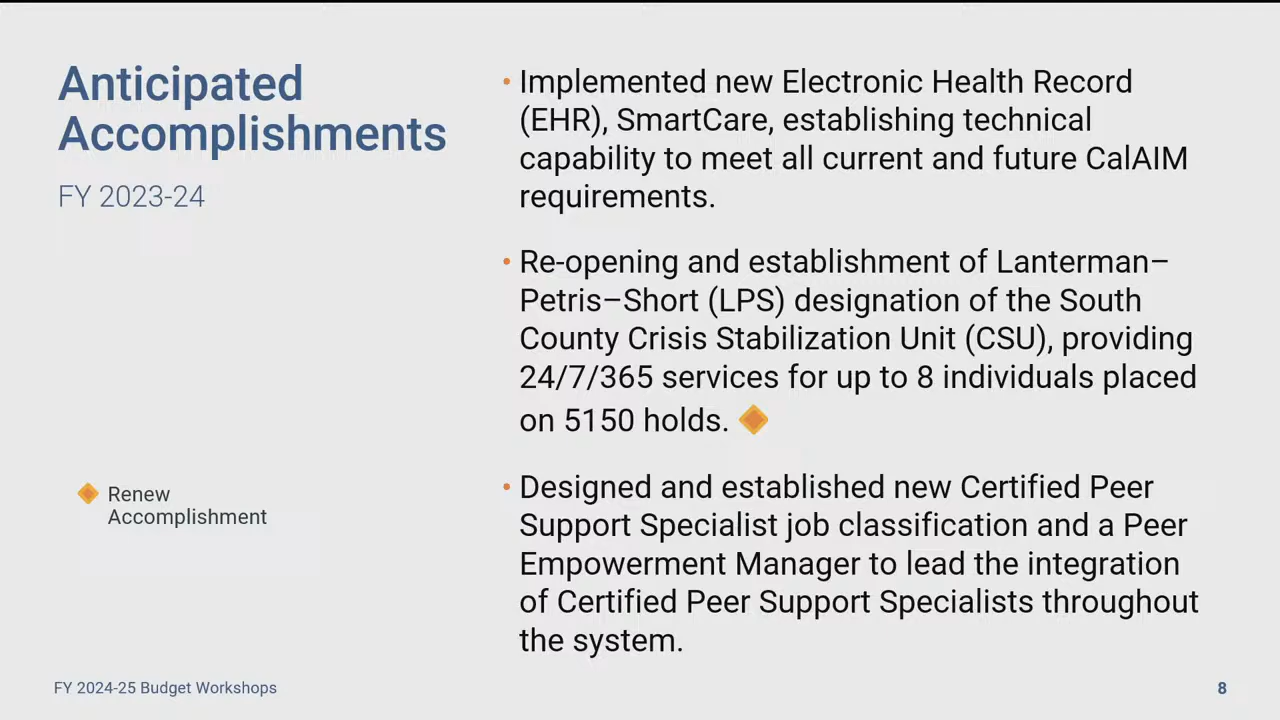 Anticipated
Accomplishments
FY 2023-24
• Implemented new Electronic Health Record
(EHR), SmartCare, establishing technical
capability to meet all current and future CalAIM
requirements.
• Re-opening and establishment of Lanterman–
Petris–Short (LPS) designation of the South
County Crisis Stabilization Unit (CSU), providing
24/7/365 services for up to 8 individuals placed
on 5150 holds.
• Designed and established new Certified Peer
Support Specialist job classification and a Peer
Empowerment Manager to lead the integration
of Certified Peer Support Specialists throughout
the system.
Renew
Accomplishment
FY 2024-25 Budget Workshops
8